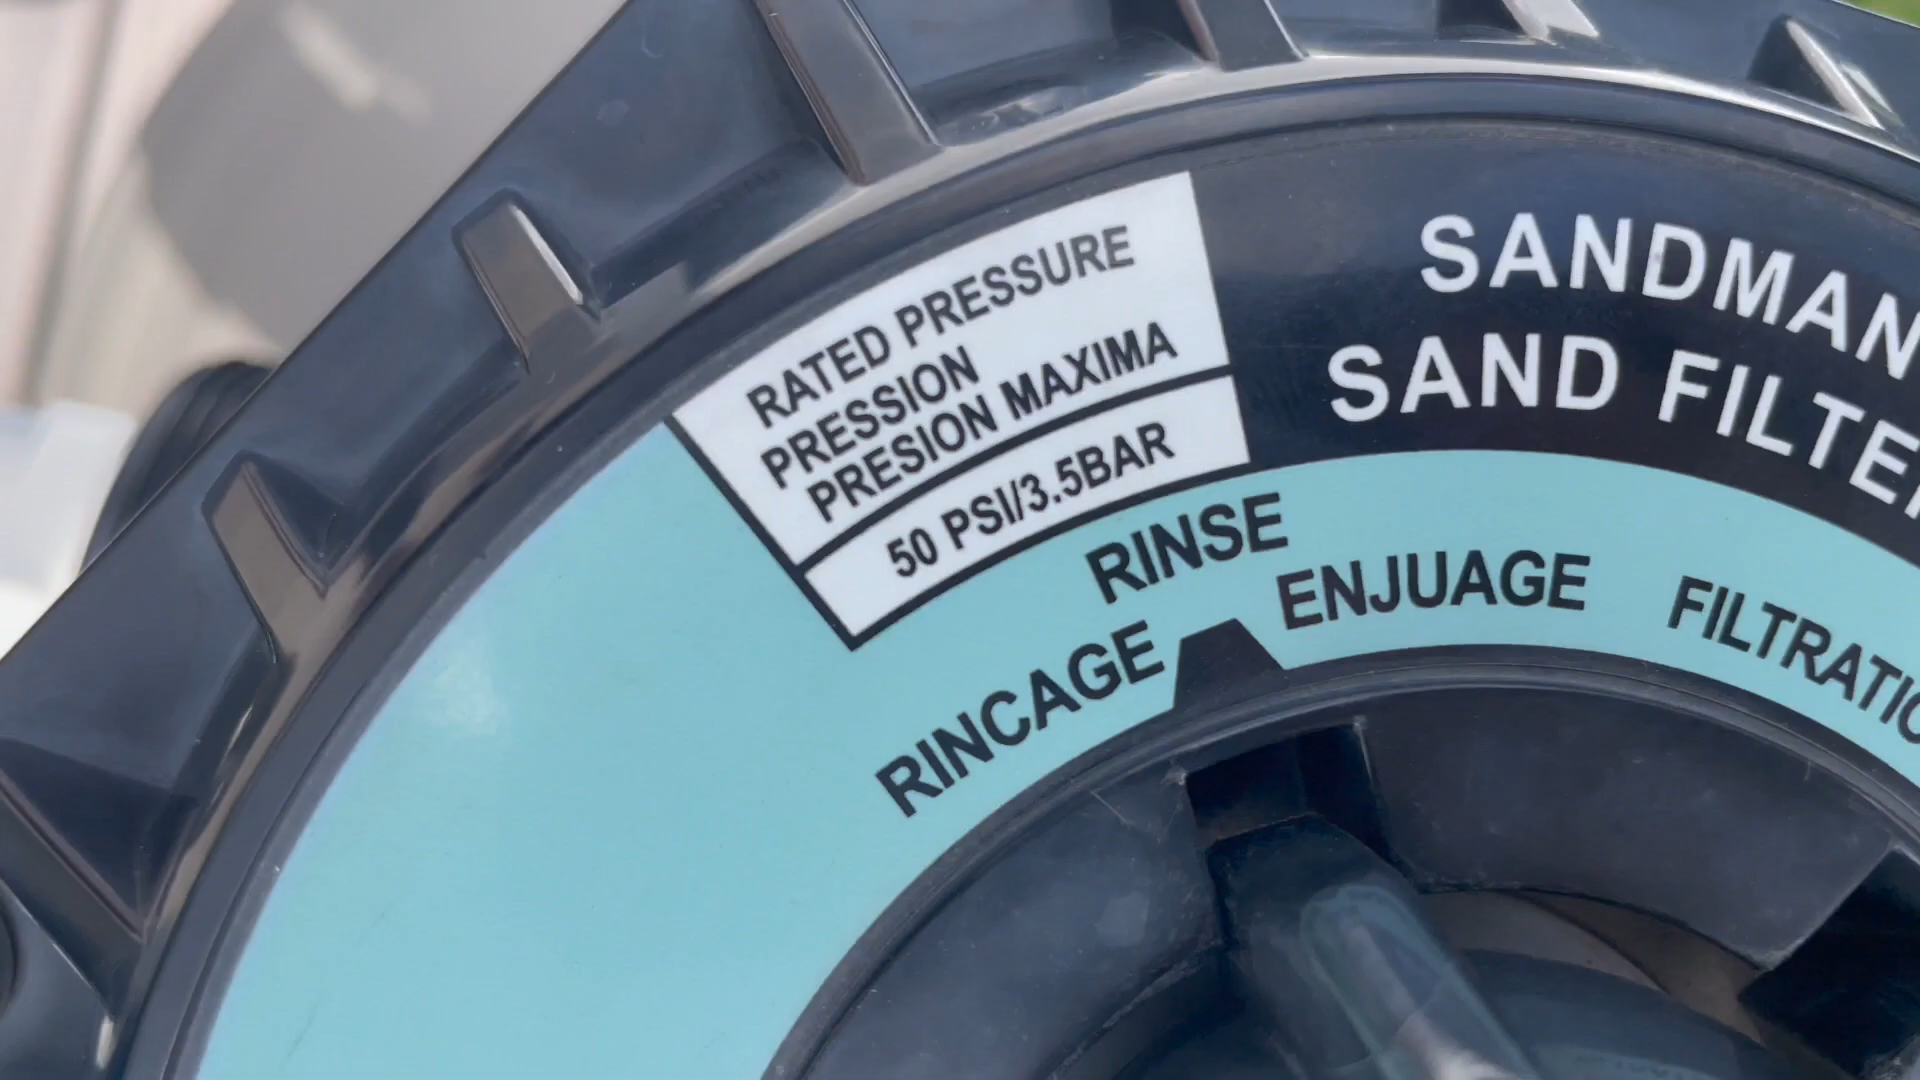 RATED PRESSURE
PRESSION
PRESION MAXIMA
50 PSI/3.5BAR
SANDMAN
SAND FILTER
RINSE
RINCAGE
ENJUAGE
FILTRATIO